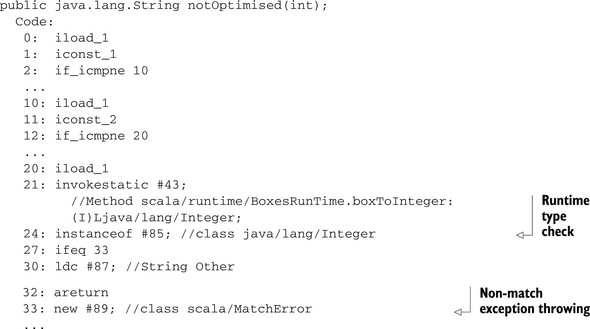 public java.lang.String notOptimised(int);
Code:
0: iload_1
1: iconst_1
2: if_icmpne 10
...
10: iload_1
11: iconst_2
12: if_icmpne 20
...
20: iload_1
21: invokestatic #43;
//Method scala/runtime/BoxesRunTime.boxToInteger:
(I)Ljava/lang/Integer;
24: instanceof #85; //class java/lang/Integer
27: ifeq 33
30: ldc #87; //String Other
Runtime
type
check
32: areturn
33: new #89; //class scala/MatchError
...
Non-match
exception throwing